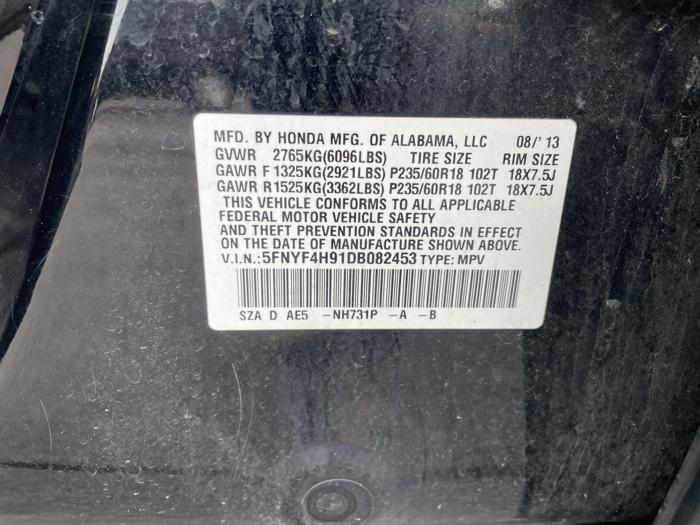 MFD. BY HONDA MFG. OF ALABAMA, LLC 08/'13
GVWR 2765KG(6096LBS) TIRE SIZE RIM SIZE
GAWR F 1325KG(2921LBS) P235/60R18 102T 18X7.5J
GAWR R 1525KG(3362LBS) P235/60R18 102T 18X7.5J
THIS VEHICLE CONFORMS TO ALL APPLICABLE
FEDERAL MOTOR VEHICLE SAFETY
AND THEFT PREVENTION STANDARDS IN EFFECT
ON THE DATE OF MANUFACTURE SHOWN ABOVE.
V.I.N.:5FNYF4H91DB082453 TYPE: MPV
SZA D AE5 -NH731P -A -B